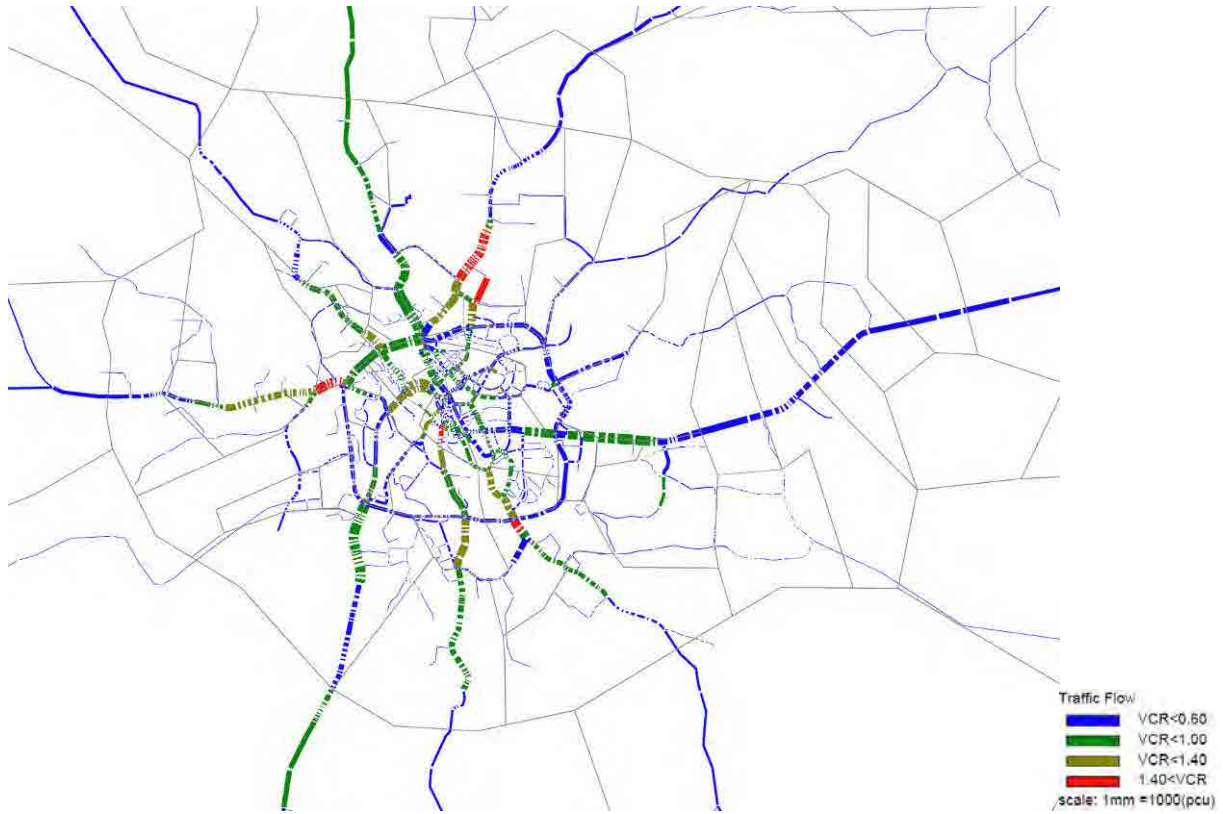 Traffic Flow
VCR<0.60
VCR<1.00
VCR<1.40
1.40<VCR
scale: 1mm =1000(pcu)